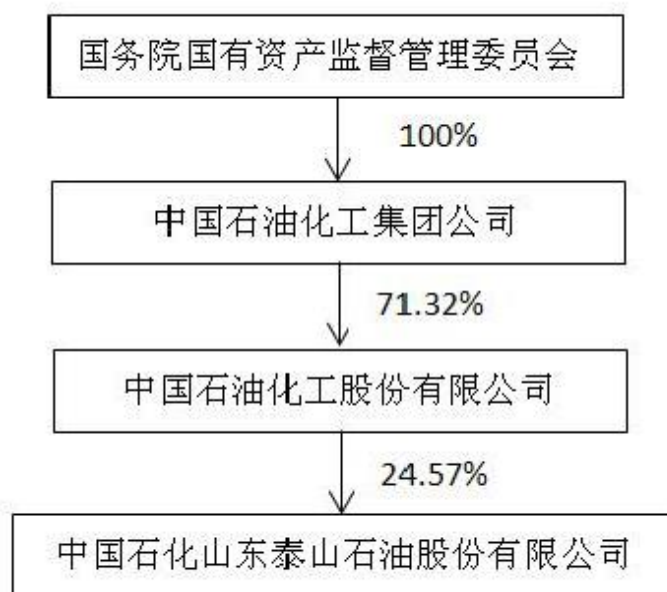 国务院国有资产监督管理委员会
100%
中国石油化工集团公司
71.32%
中国石油化工股份有限公司
24.57%
中国石化山东泰山石油股份有限公司